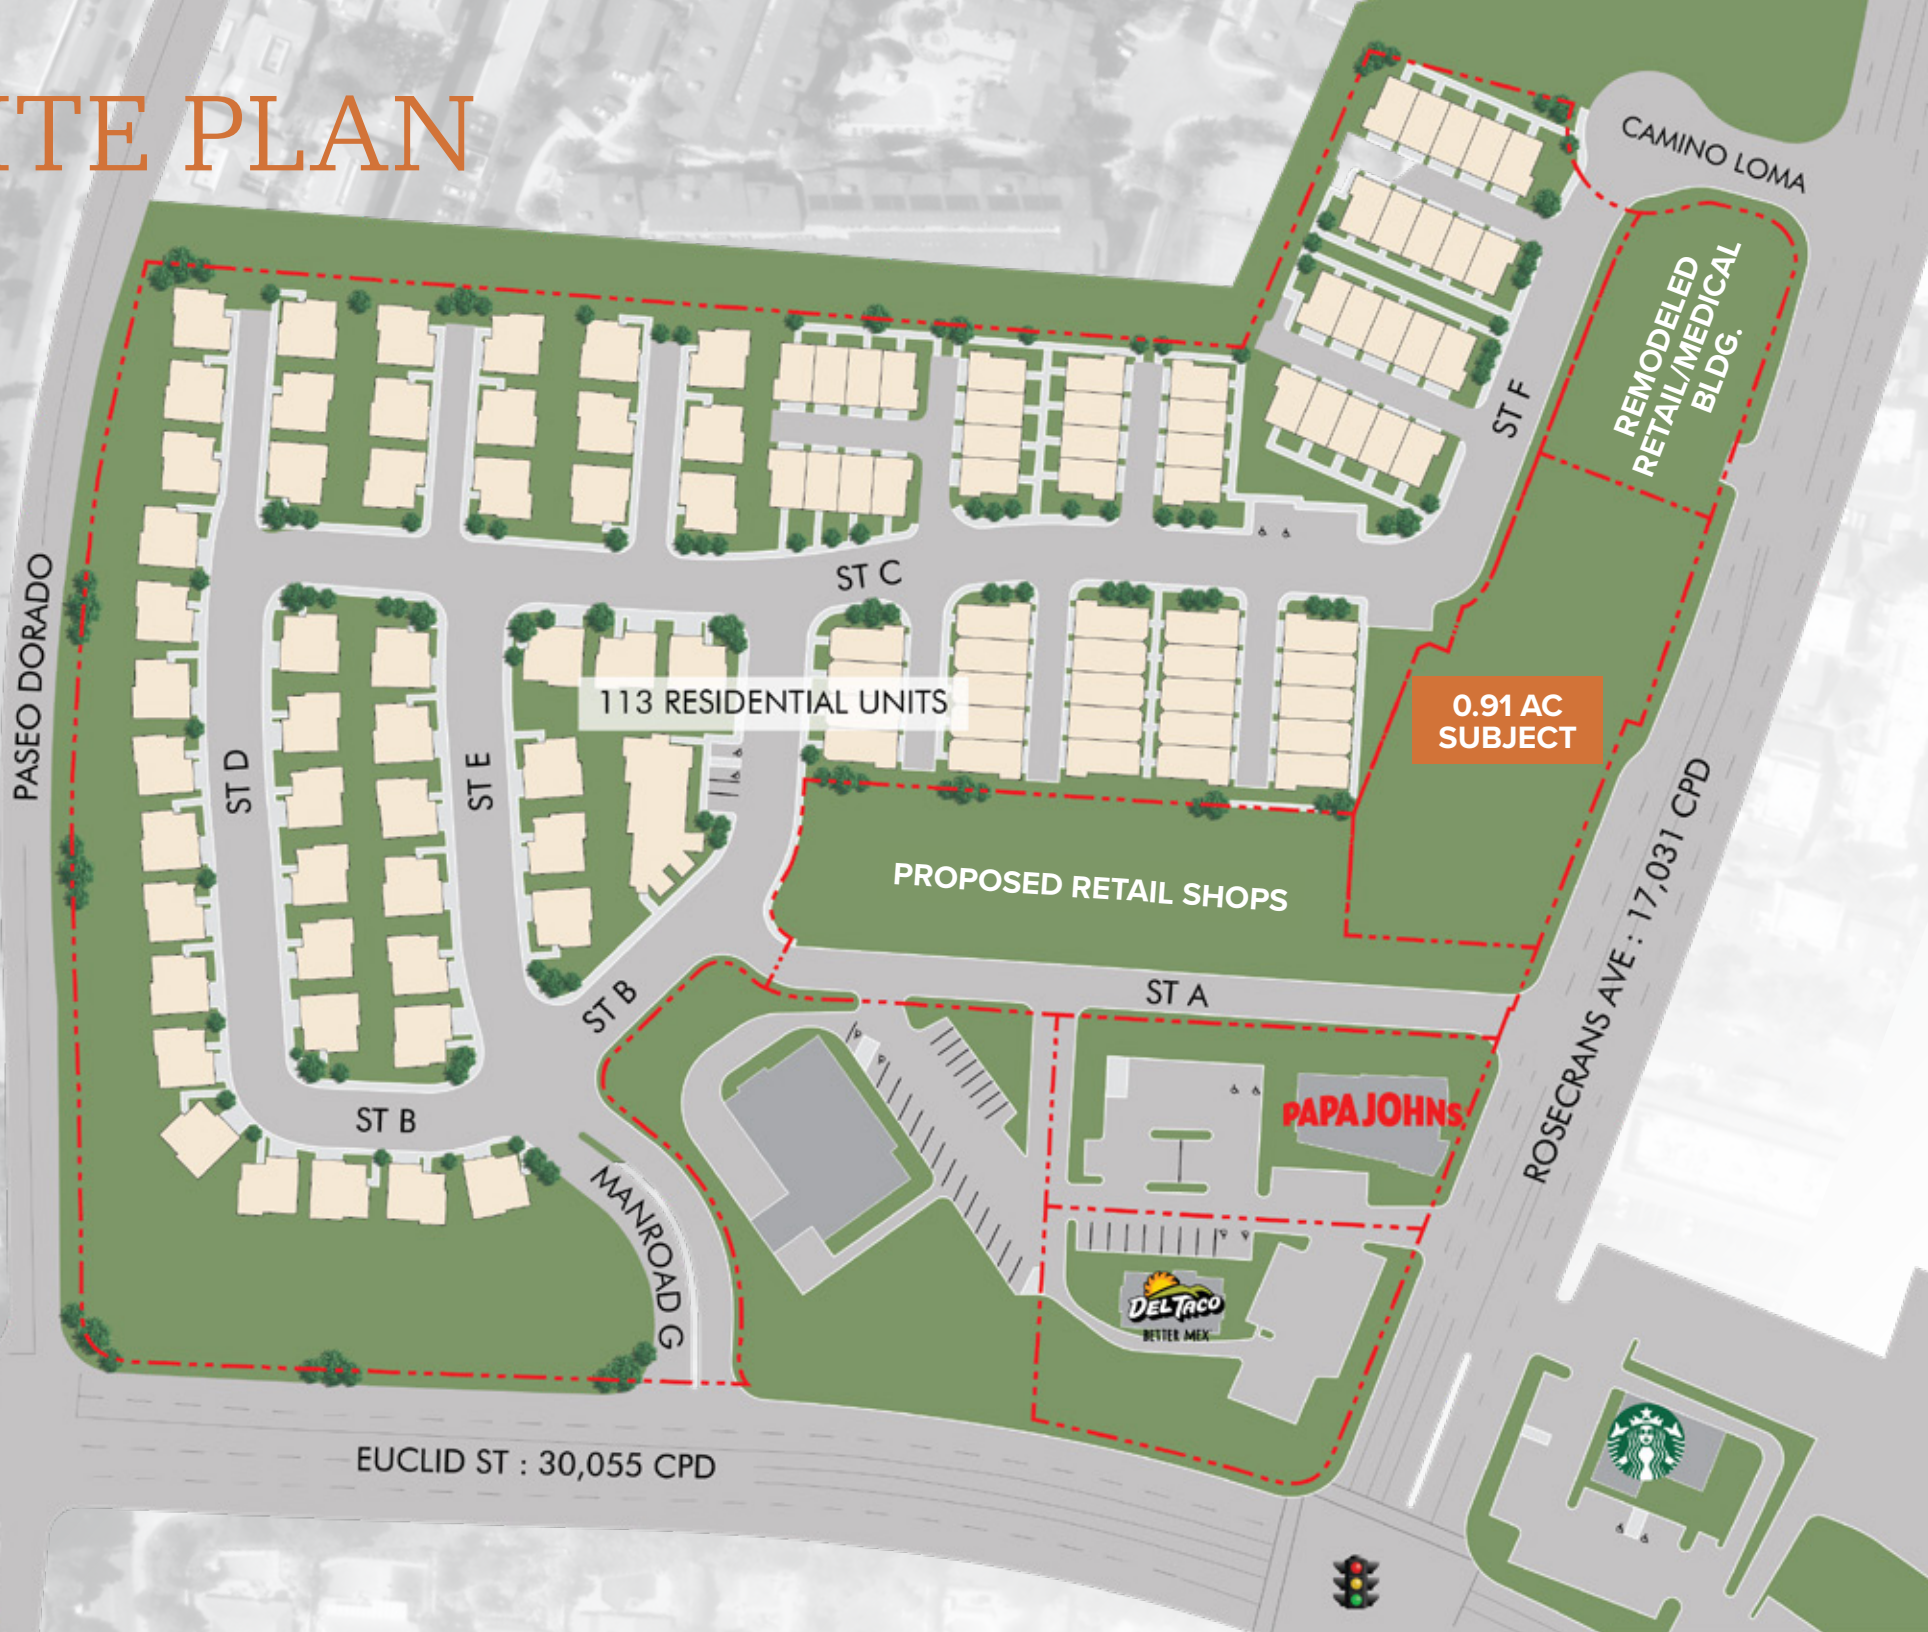 ITE PLAN
CAMINO LOMA
REMODELED
RETAIL/MEDICAL
BLDG.
ST F
ST C
PASEO DORADO
113 RESIDENTIAL UNITS
0.91 AC
SUBJECT
ST D
ST E
ROSECRANS AVE : 17,031 CPD
PROPOSED RETAIL SHOPS
ST A
ST B
PAPA JOHNS
ST B
MANROAD G
DEL TACO
BETTER MEX
EUCLID ST : 30,055 CPD